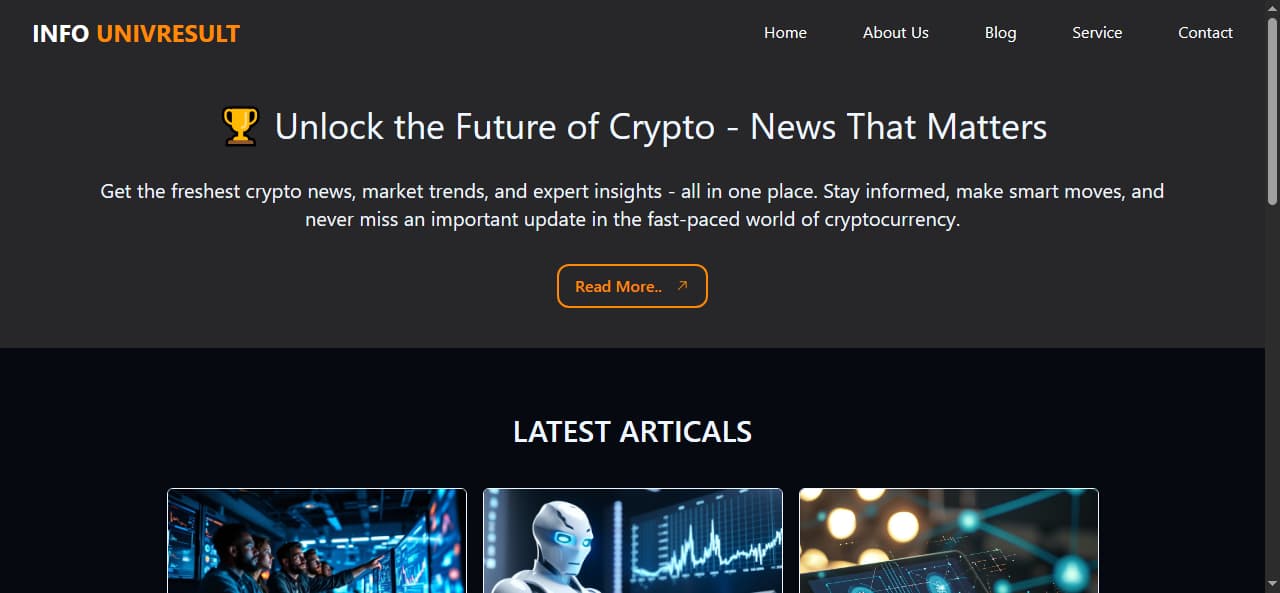 INFO UNIVRESULT
Home About Us Blog Service Contact
🏆 Unlock the Future of Crypto - News That Matters
Get the freshest crypto news, market trends, and expert insights - all in one place. Stay informed, make smart moves, and
never miss an important update in the fast-paced world of cryptocurrency.
Read More..
LATEST ARTICALS